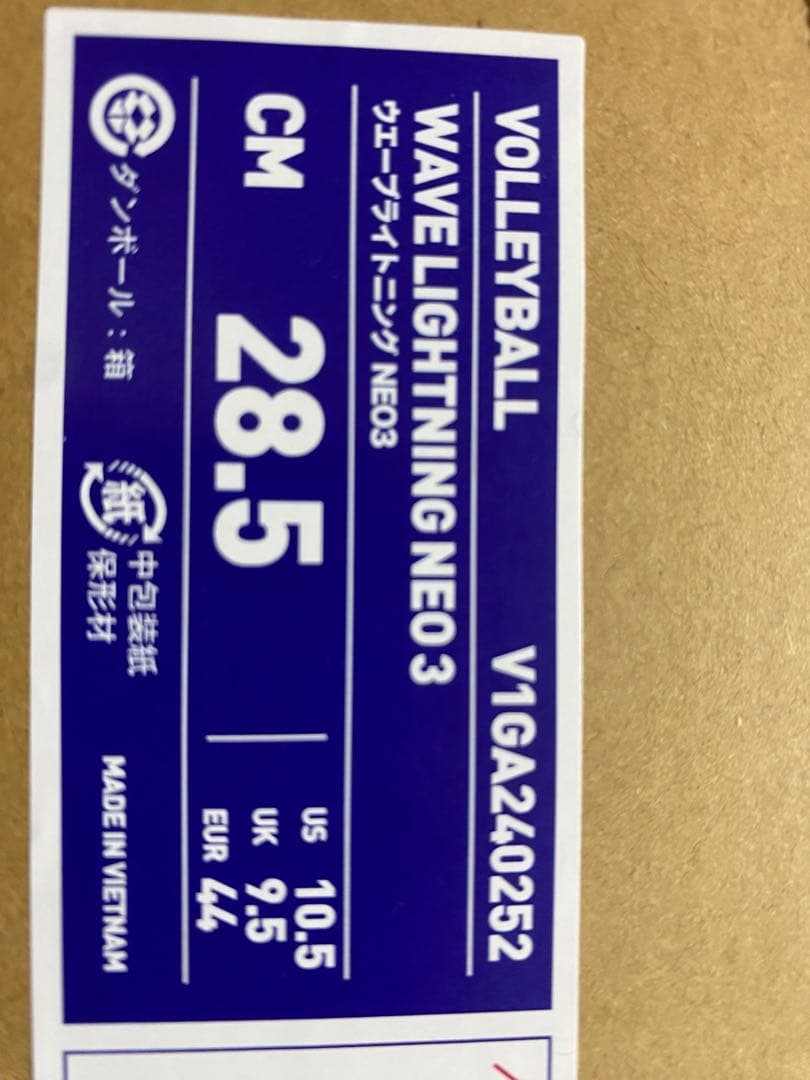 VOLLEYBALL V1GA240252
WAVE LIGHTNING NEO 3
ウエーブライトニング NEO3
CM 28.5
US 10.5
UK 9.5
EUR 44
ダンボール：箱
紙
中包装紙
保形材
MADE IN VIETNAM